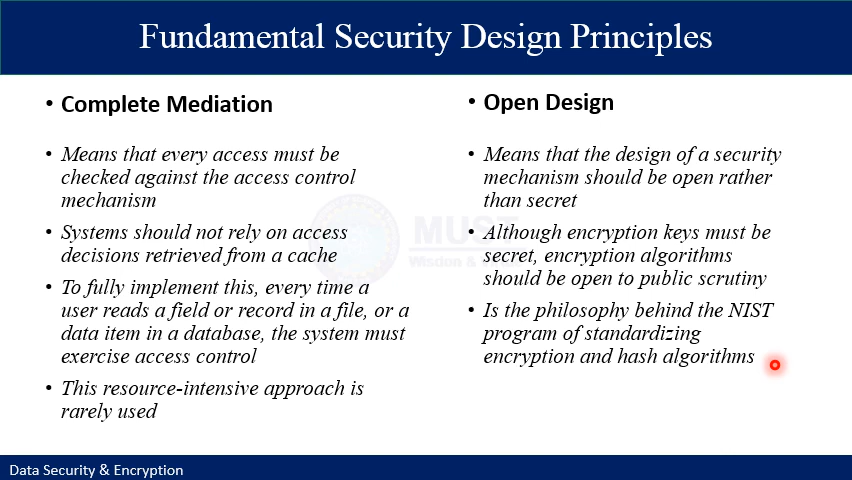 Fundamental Security Design Principles
• Complete Mediation
• Means that every access must be
checked against the access control
mechanism
• Systems should not rely on access
decisions retrieved from a cache
• To fully implement this, every time a
user reads a field or record in a file, or a
data item in a database, the system must
exercise access control
• This resource-intensive approach is
rarely used
• Open Design
• Means that the design of a security
mechanism should be open rather
than secret
• Although encryption keys must be
secret, encryption algorithms
should be open to public scrutiny
• Is the philosophy behind the NIST
program of standardizing
encryption and hash algorithms
MUST
Wisdom &
Data Security & Encryption